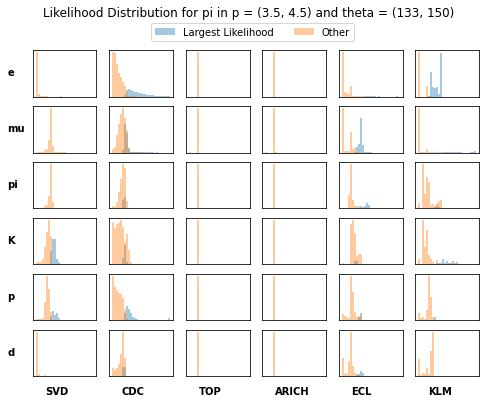 Likelihood Distribution for pi in p = (3.5, 4.5) and theta = (133, 150)
Largest Likelihood Other
e
mu
pi
K
p
d
SVD CDC TOP ARICH ECL KLM